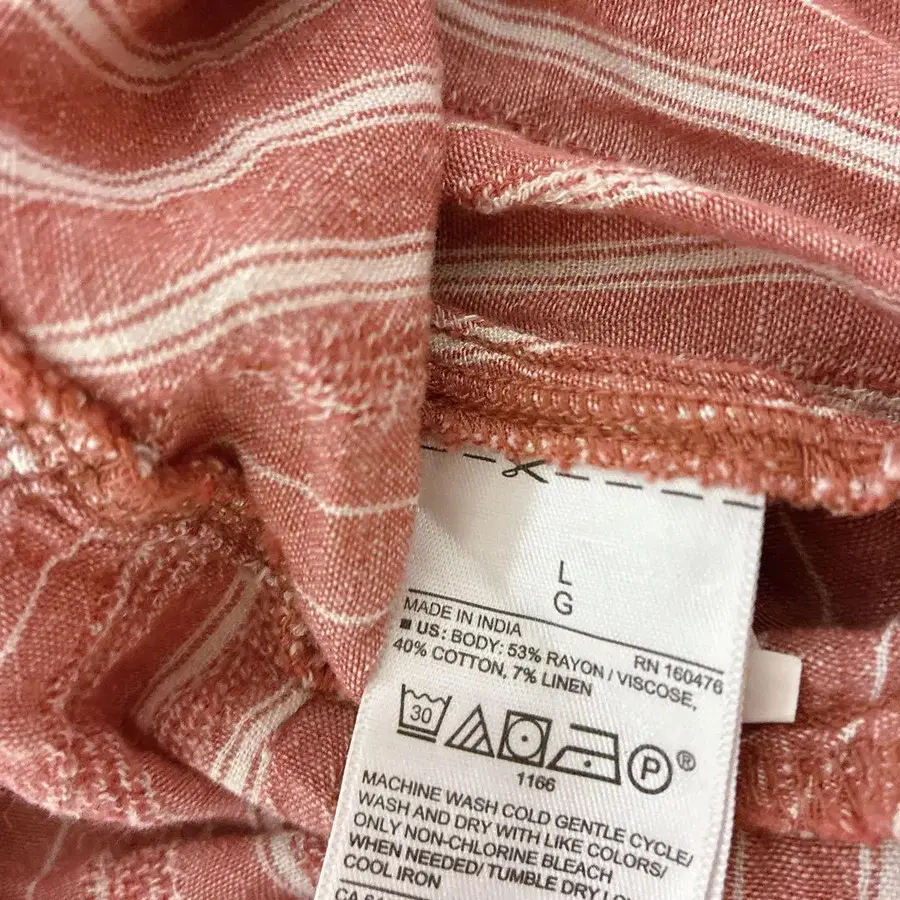 L
G
MADE IN INDIA
RN 160476
■ US: BODY: 53% RAYON / VISCOSE,
40% COTTON, 7% LINEN
30
P®
1166
MACHINE WASH COLD GENTLE CYCLE/
WASH AND DRY WITH LIKE COLORS/
ONLY NON-CHLORINE BLEACH
WHEN NEEDED/ TUMBLE DRY LOW
COOL IRON